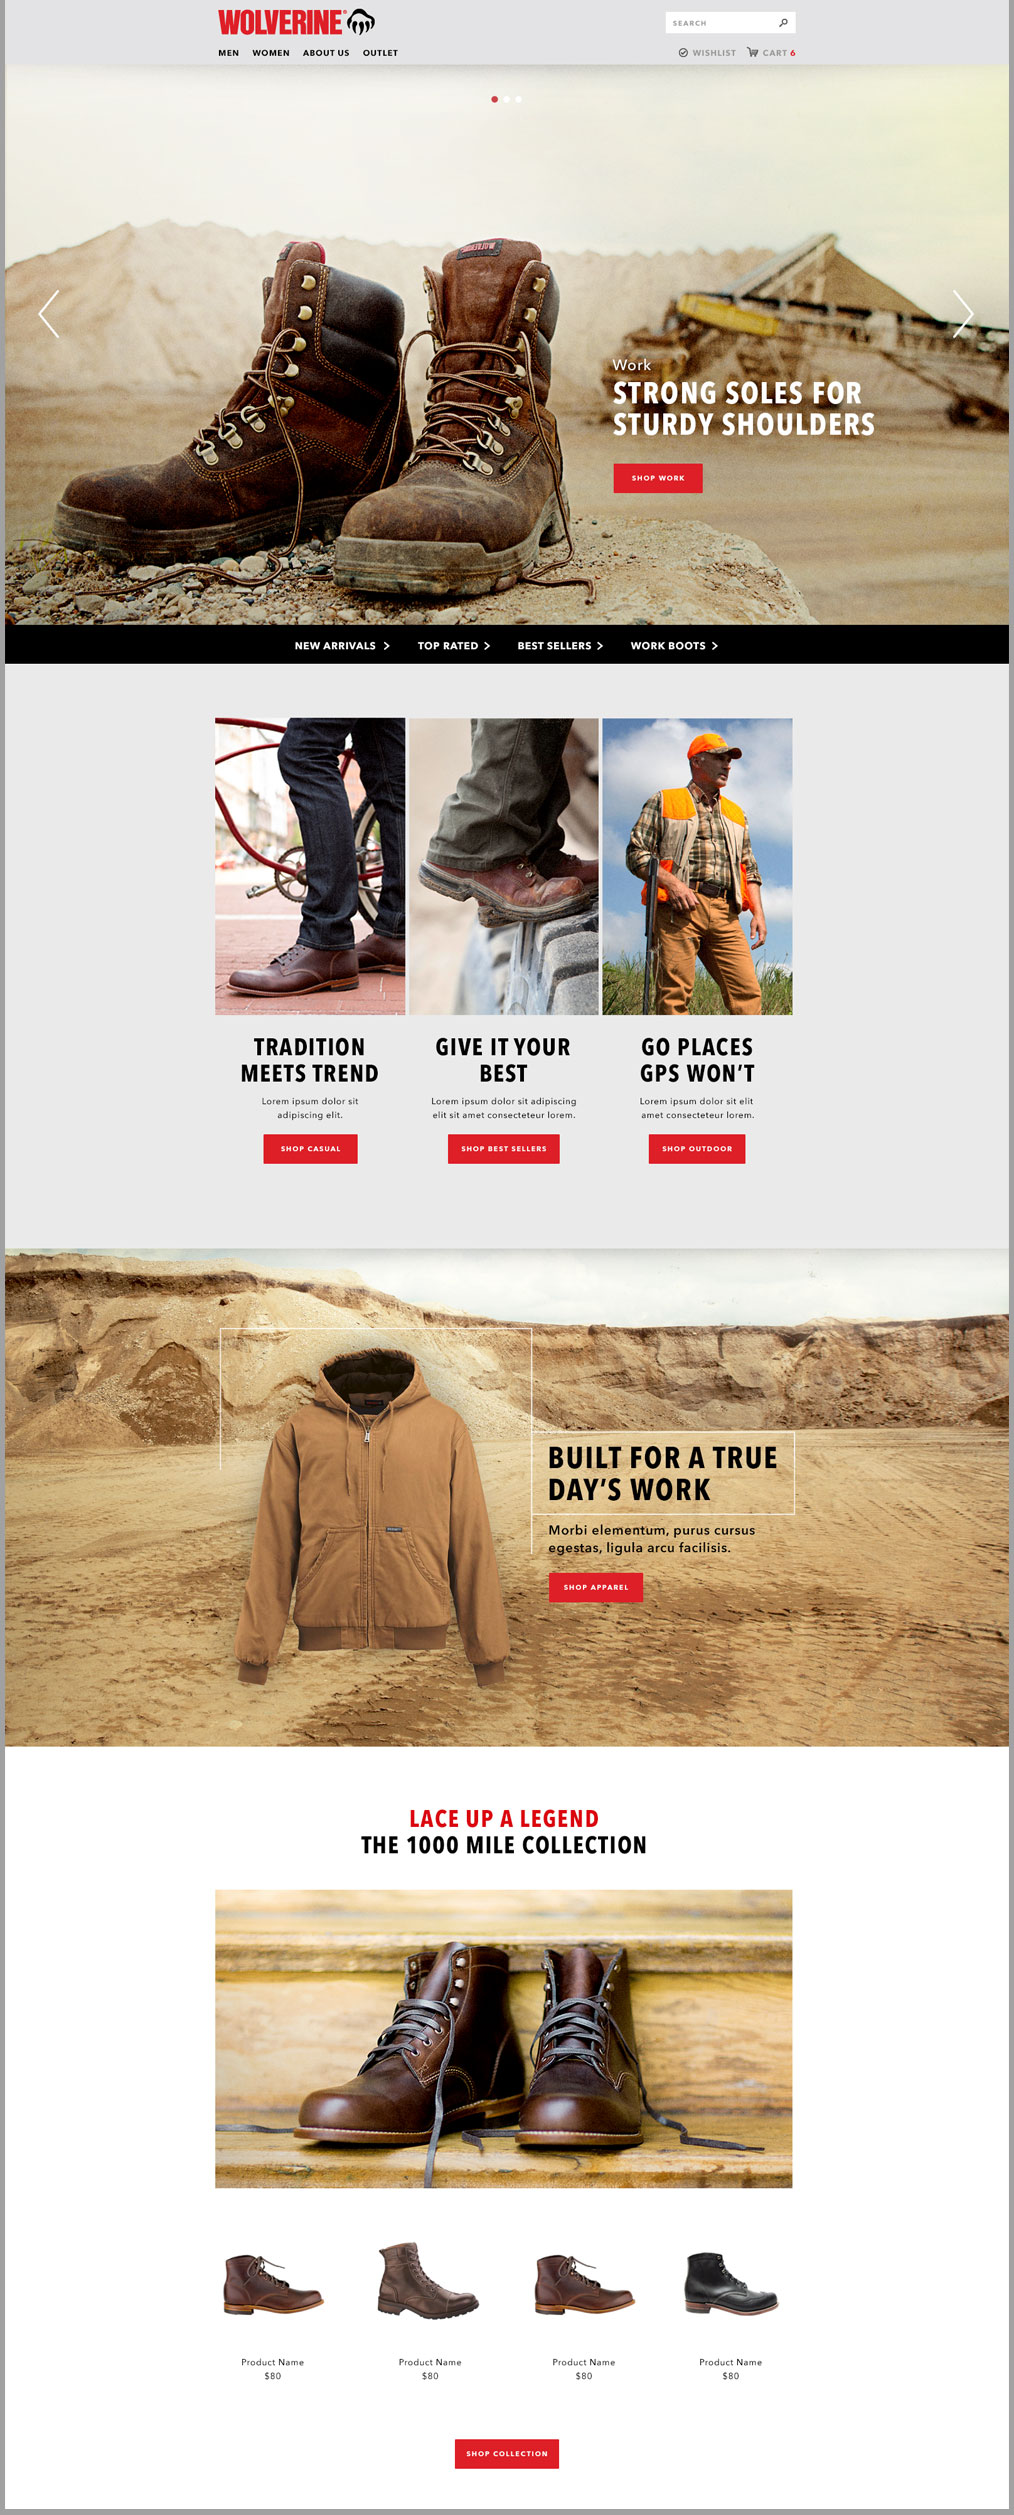 WOLVERINE®
SEARCH
MEN WOMEN ABOUT US OUTLET
WISHLIST CART 6
Work
STRONG SOLES FOR
STURDY SHOULDERS
SHOP WORK
NEW ARRIVALS > TOP RATED > BEST SELLERS > WORK BOOTS >
TRADITION
MEETS TREND
Lorem ipsum dolor sit
adipiscing elit.
SHOP CASUAL
GIVE IT YOUR
BEST
Lorem ipsum dolor sit adipiscing
elit sit amet consecteteur lorem.
SHOP BEST SELLERS
GO PLACES
GPS WON'T
Lorem ipsum dolor sit elit
amet consecteteur lorem.
SHOP OUTDOOR
BUILT FOR A TRUE
DAY'S WORK
Morbi elementum, purus cursus
egestas, ligula arcu facilisis.
SHOP APPAREL
LACE UP A LEGEND
THE 1000 MILE COLLECTION
Product Name
$80
Product Name
$80
Product Name
$80
Product Name
$80
SHOP COLLECTION